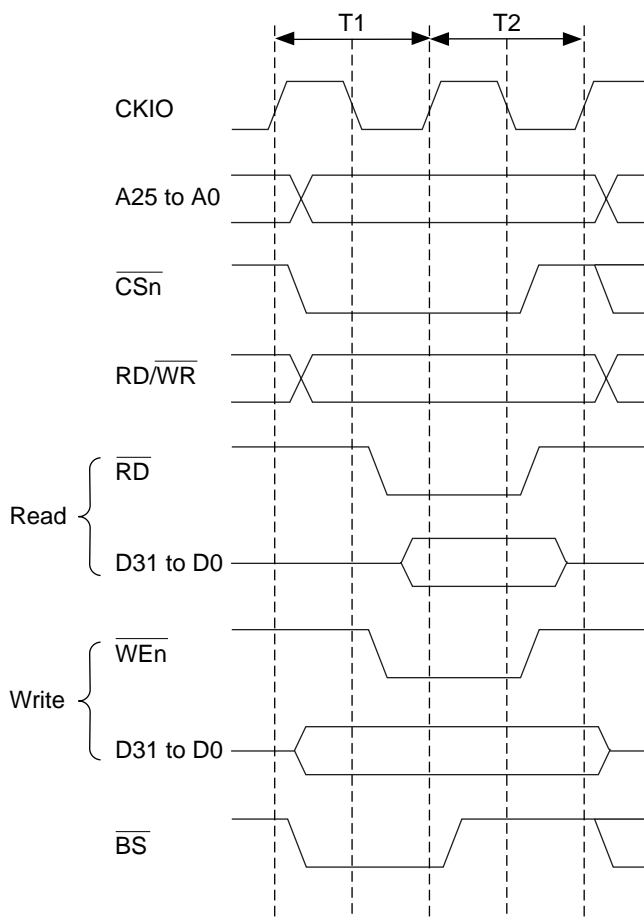 T1 T2
CKIO
A25 to A0
CSn
RD/WR
RD
Read
D31 to D0
WEn
Write
D31 to D0
BS